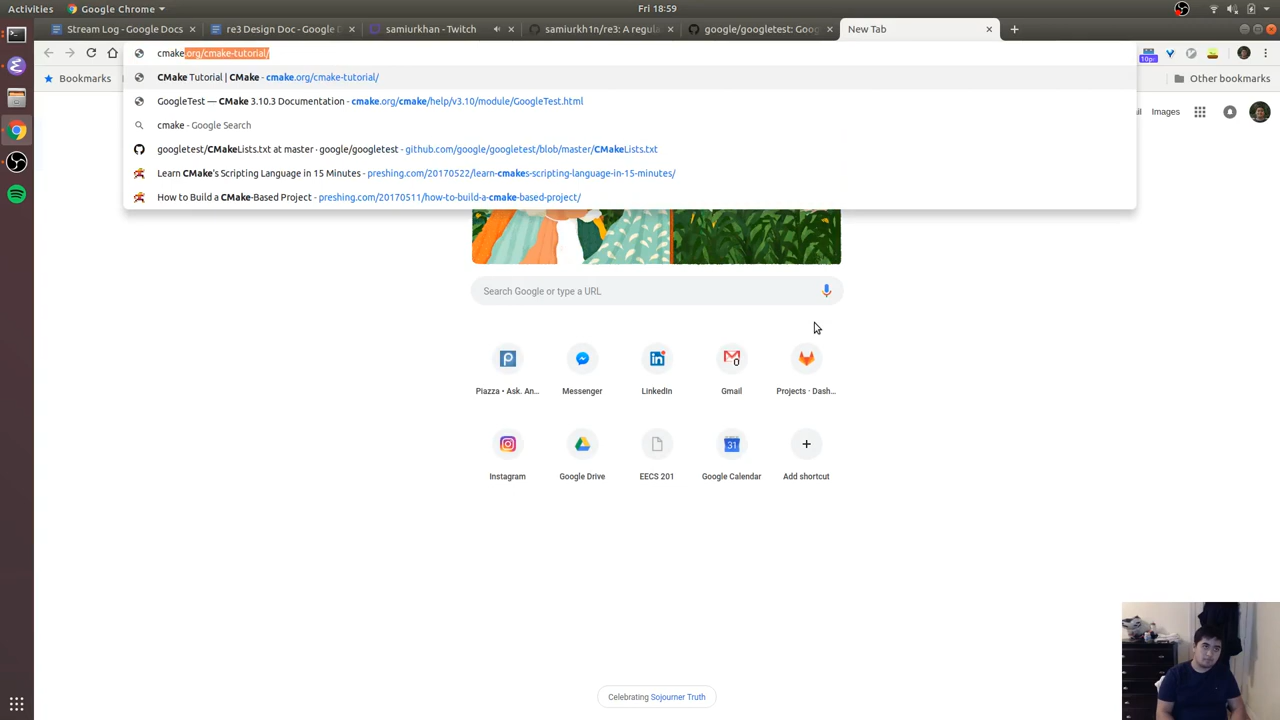 Activities
Google Chrome
Fri 18:59
Stream Log - Google Docs
re3 Design Doc - Google D
samiurkhan - Twitch
samiurkh1n/re3: A regula
google/googletest: Goog
New Tab
cmake.org/cmake-tutorial/
10p
Bookmarks
Other bookmarks
CMake Tutorial | CMake - cmake.org/cmake-tutorial/
GoogleTest — CMake 3.10.3 Documentation - cmake.org/cmake/help/v3.10/module/GoogleTest.html
cmake - Google Search
googletest/CMakeLists.txt at master · google/googletest - github.com/google/googletest/blob/master/CMakeLists.txt
Learn CMake's Scripting Language in 15 Minutes - preshing.com/20170522/learn-cmakes-scripting-language-in-15-minutes/
How to Build a CMake-Based Project - preshing.com/20170511/how-to-build-a-cmake-based-project/
il
Images
Search Google or type a URL
Piazza • Ask. An...
Messenger
LinkedIn
Gmail
Projects · Dash...
Instagram
Google Drive
EECS 201
31
Google Calendar
Add shortcut
Celebrating Sojourner Truth